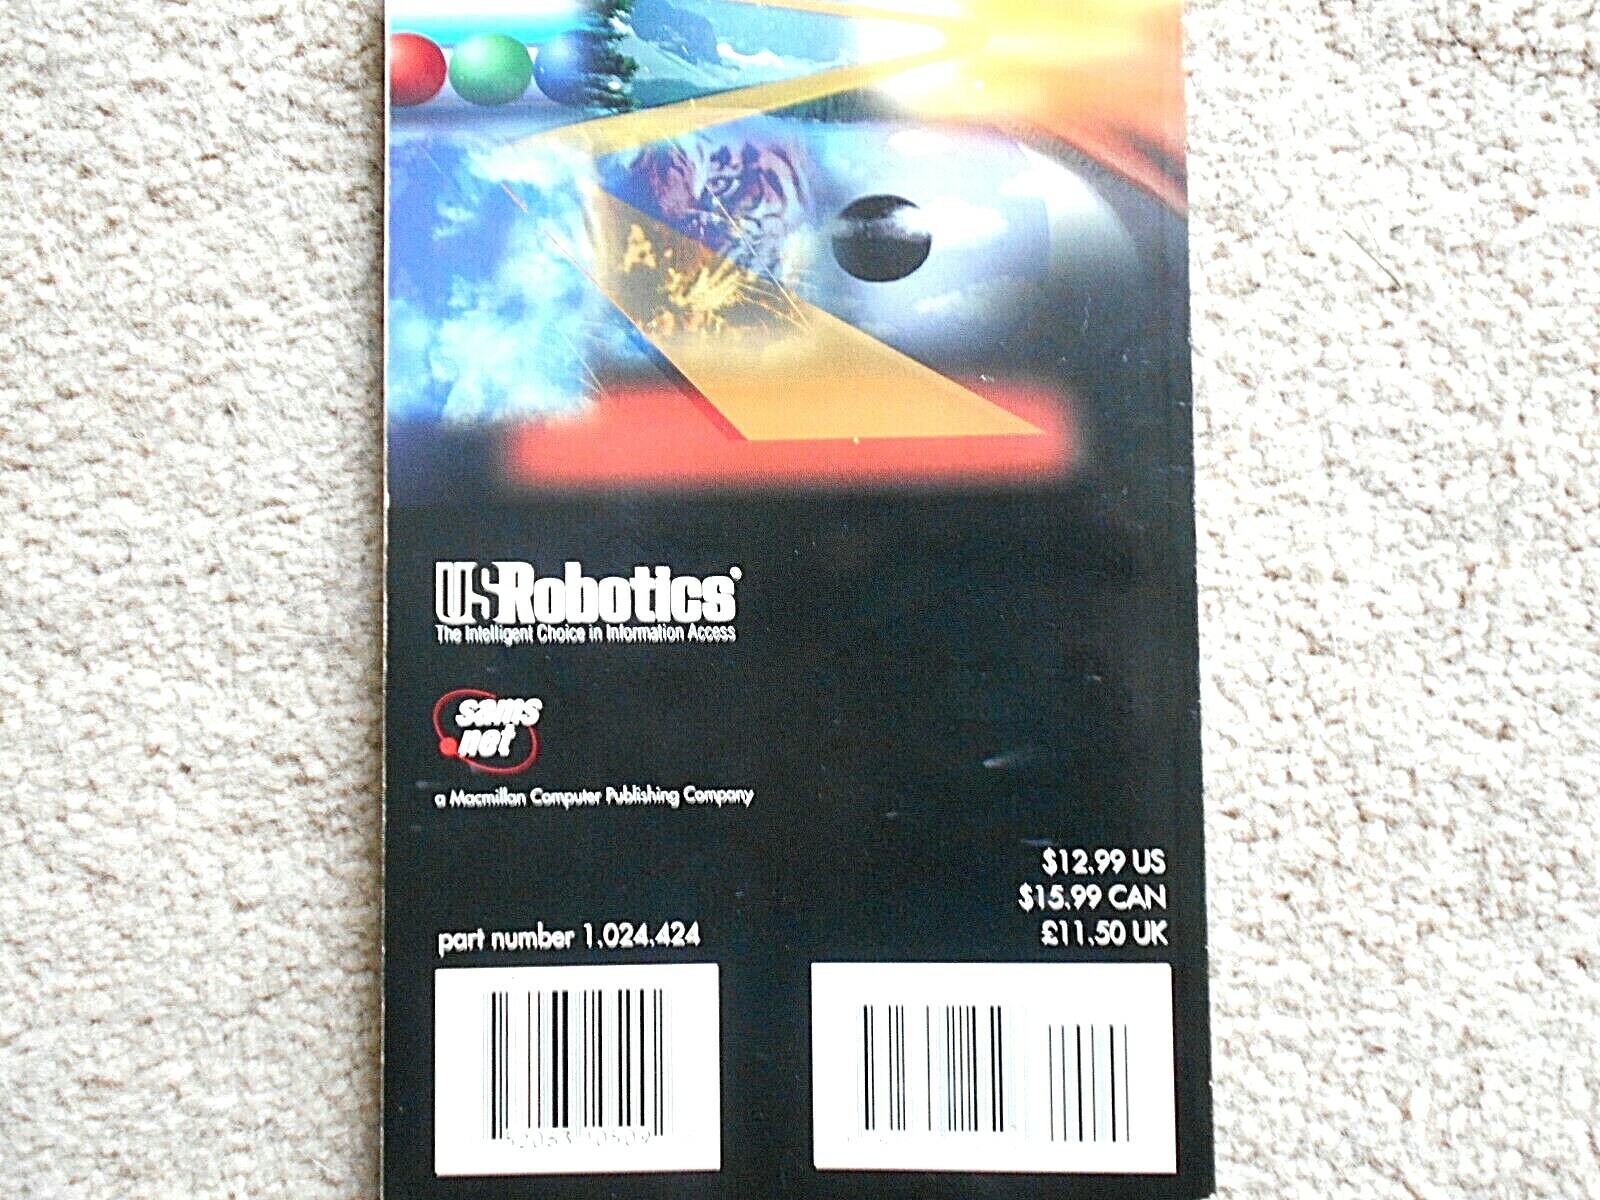 USRobotics®
The Intelligent Choice in Information Access
sams
.net
a Macmillan Computer Publishing Company
$12.99 US
$15.99 CAN
£11.50 UK
part number 1.024.424